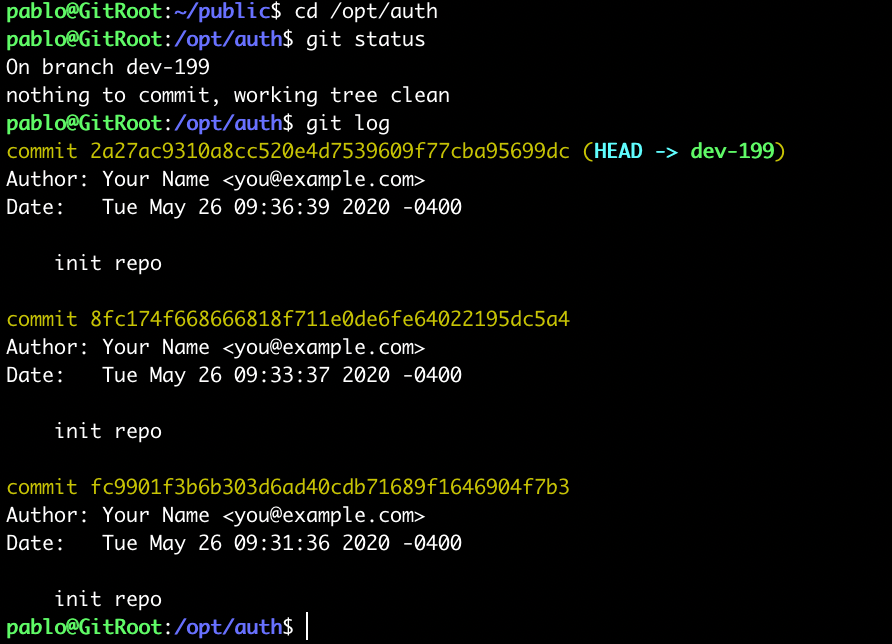 pablo@GitRoot:~/public$ cd /opt/auth
pablo@GitRoot:/opt/auth$ git status
On branch dev-199
nothing to commit, working tree clean
pablo@GitRoot:/opt/auth$ git log
commit 2a27ac9310a8cc520e4d7539609f77cba95699dc (HEAD -> dev-199)
Author: Your Name <you@example.com>
Date:   Tue May 26 09:36:39 2020 -0400
    init repo
commit 8fc174f668666818f711e0de6fe64022195dc5a4
Author: Your Name <you@example.com>
Date:   Tue May 26 09:33:37 2020 -0400
    init repo
commit fc9901f3b6b303d6ad40cdb71689f1646904f7b3
Author: Your Name <you@example.com>
Date:   Tue May 26 09:31:36 2020 -0400
    init repo
pablo@GitRoot:/opt/auth$